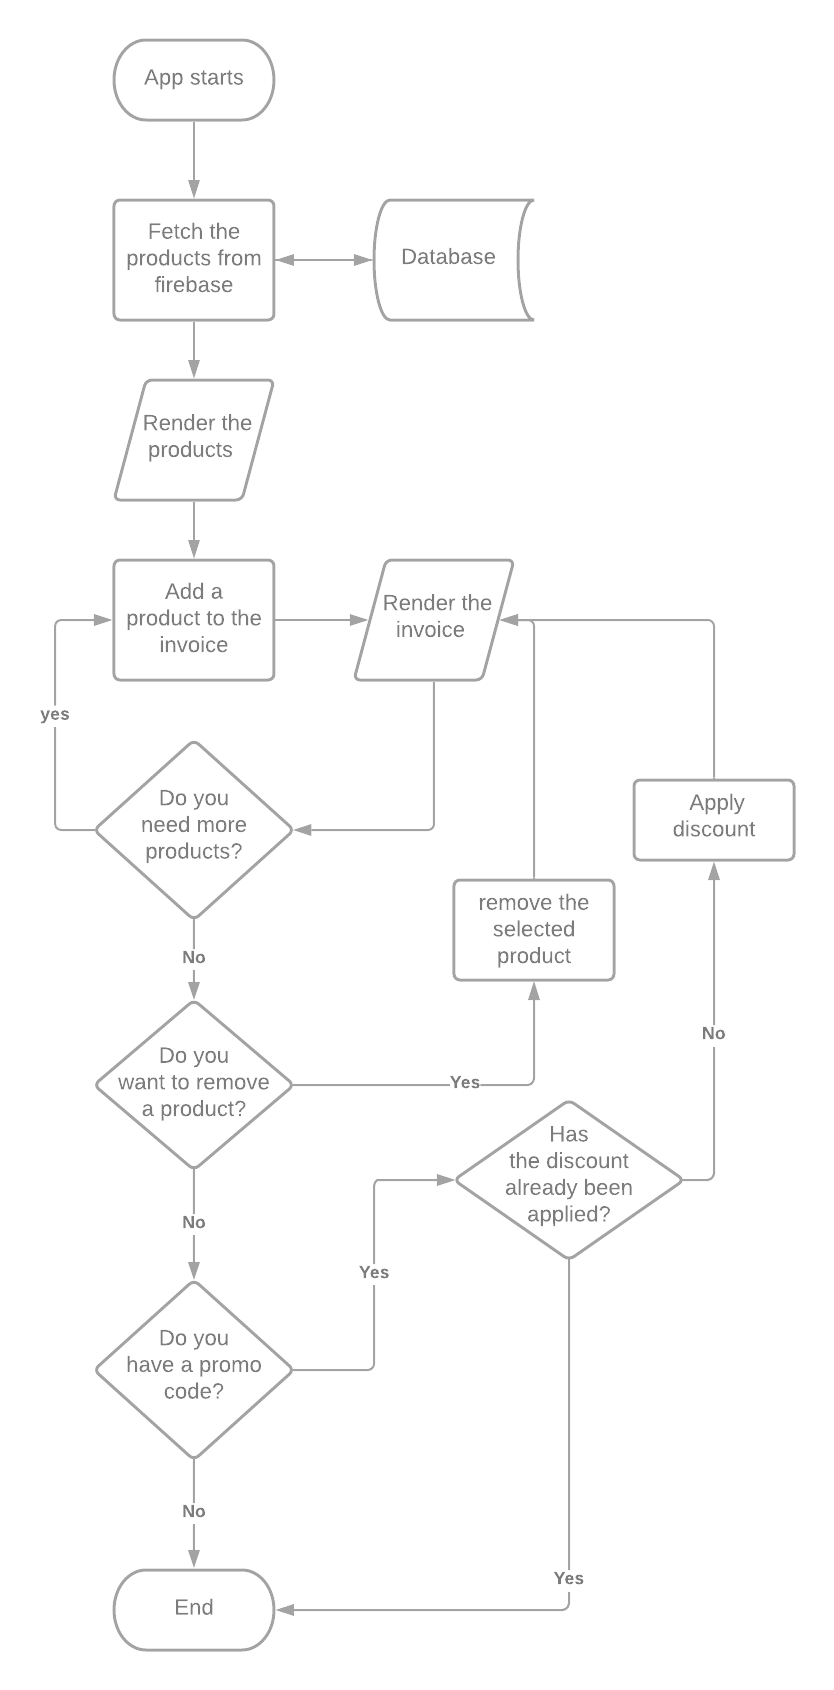 App starts
Fetch the
products from
firebase
Database
Render the
products
Add a
product to the
invoice
Render the
invoice
yes
Do you
need more
products?
Apply
discount
remove the
selected
product
No
No
Do you
want to remove
a product?
Yes
Has
the discount
already been
applied?
No
Yes
Do you
have a promo
code?
No
Yes
End